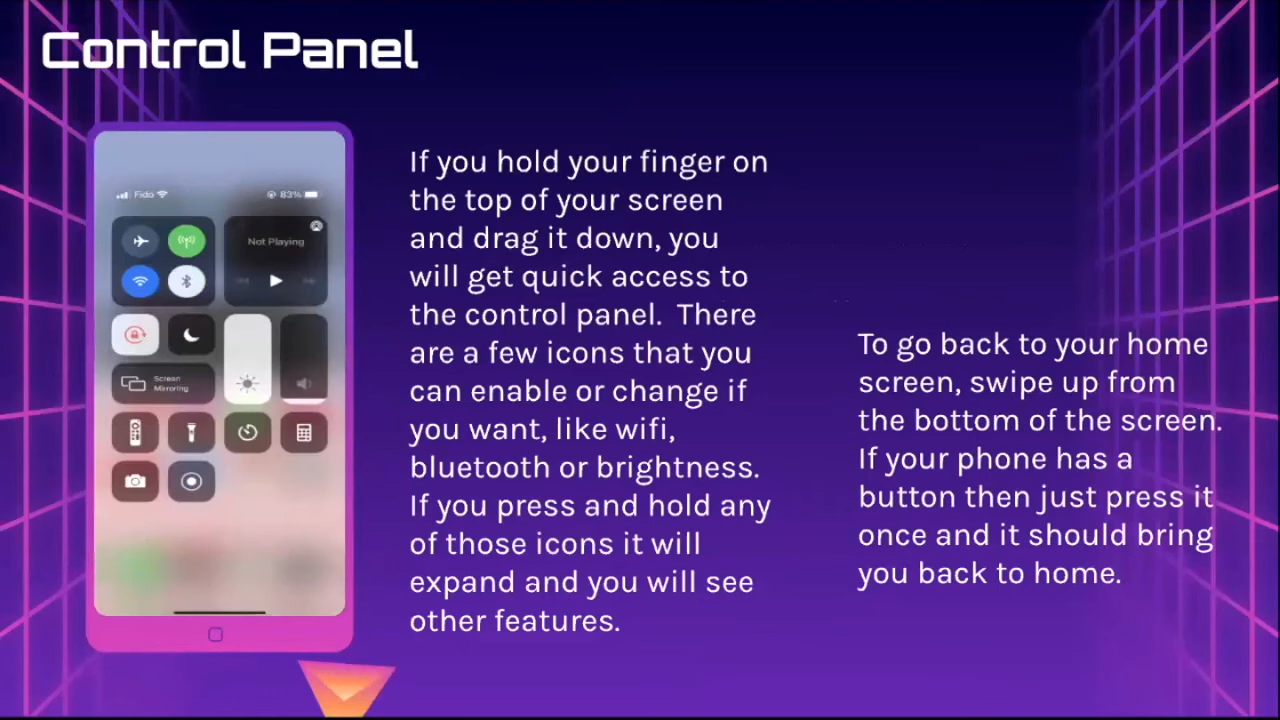 Control Panel
Fido
83%
Not Playing
Screen
Mirroring
If you hold your finger on
the top of your screen
and drag it down, you
will get quick access to
the control panel.  There
are a few icons that you
can enable or change if
you want, like wifi,
bluetooth or brightness.
If you press and hold any
of those icons it will
expand and you will see
other features.
To go back to your home
screen, swipe up from
the bottom of the screen.
If your phone has a
button then just press it
once and it should bring
you back to home.